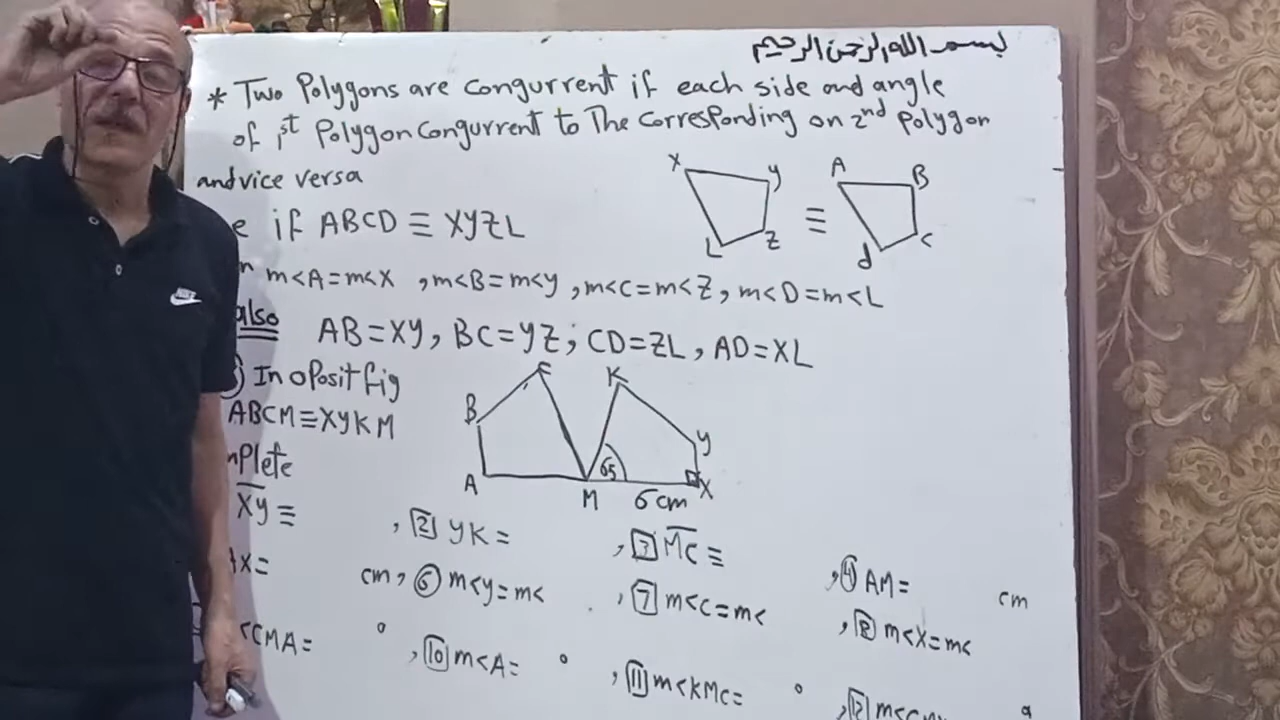 بسم الله الرحمن الرحيم
* Two Polygons are congurrent if each side and angle
of 1st Polygon congurrent to The corresponding on 2nd Polygon
and vice versa
X y A B
L Z ≡ d C
if ABCD ≡ XYZL
m<A=m<X , m<B=m<y , m<C=m<Z , m<D=m<L
also AB=XY, BC=YZ, CD=ZL, AD=XL
In oposit fig
ABCM≡XYKM
C K
B y
A M 65 6 cm X
Xy ≡ , 2 YK= , 3 MC ≡ , 4 AM= cm
X= cm, 6 m<y=m< , 7 m<C=m< , 8 m<X=m<
<CMA= ° , 10 m<A= ° , 11 m<KMC= ° , 12